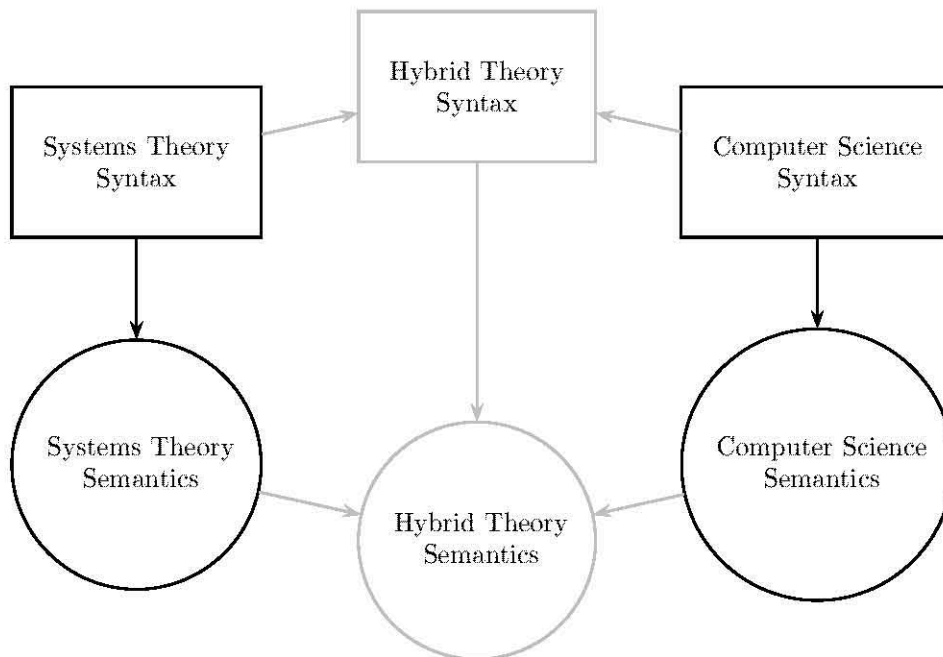 Hybrid Theory
Syntax
Systems Theory
Syntax
Computer Science
Syntax
Systems Theory
Semantics
Computer Science
Semantics
Hybrid Theory
Semantics